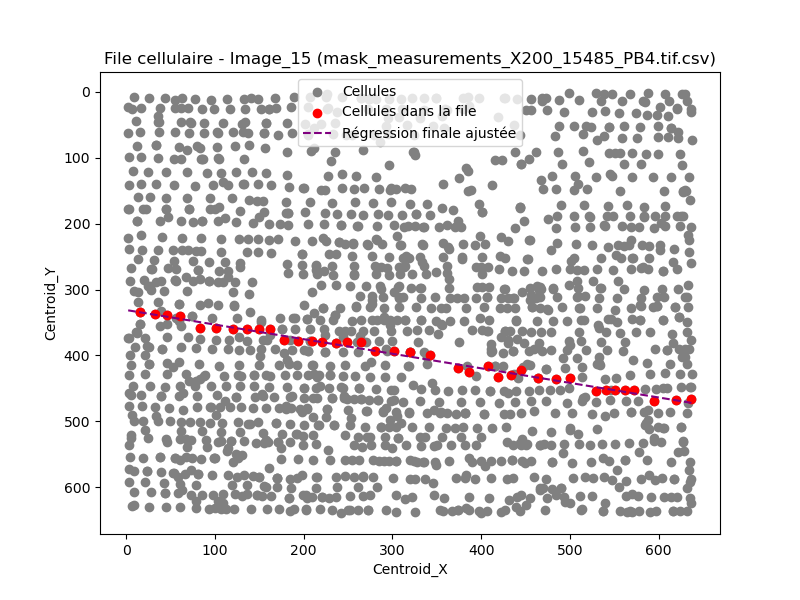 File cellulaire - Image_15 (mask_measurements_X200_15485_PB4.tif.csv)
Cellules
Cellules dans la file
Régression finale ajustée
0
100
200
300
400
500
600
Centroid_Y
0
100
200
300
400
500
600
Centroid_X